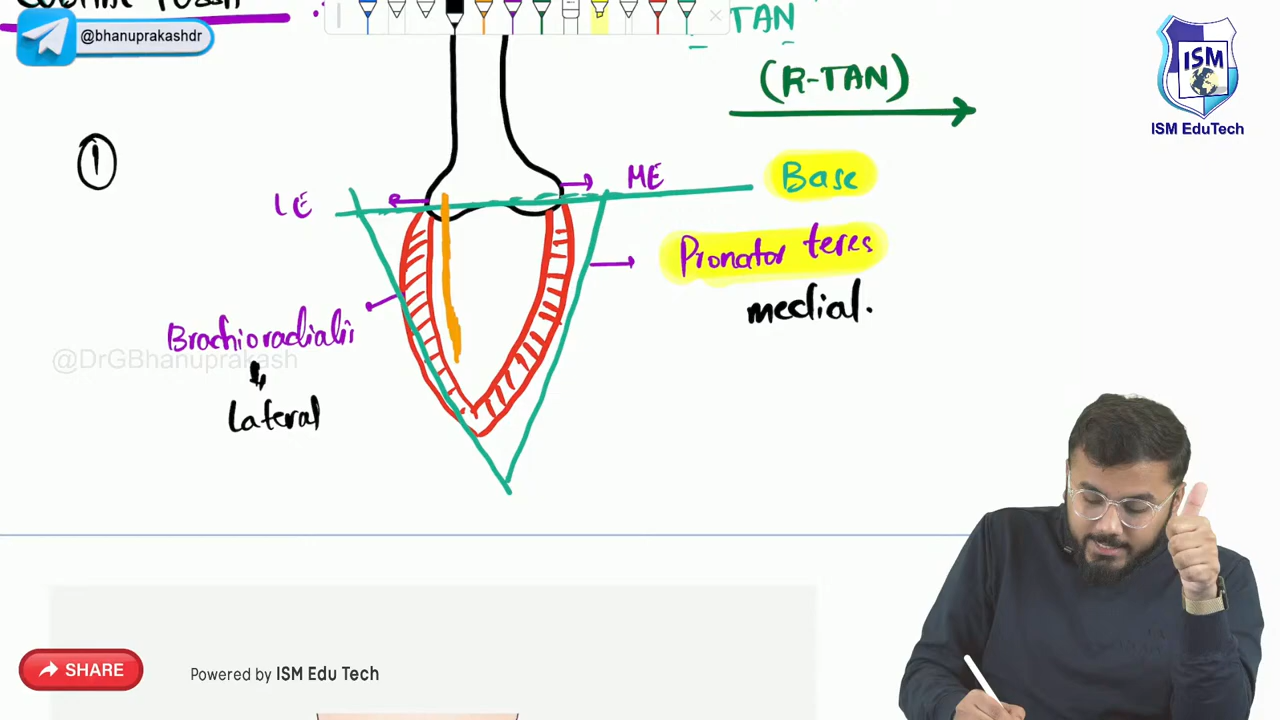 @bhanuprakashdr
TAN
(R-TAN)
ISM
ISM EduTech
1
LE
ME
Base
Pronator teres
medial.
Brachioradialis
@DrGBhanuprakash
Lateral
SHARE
Powered by ISM Edu Tech